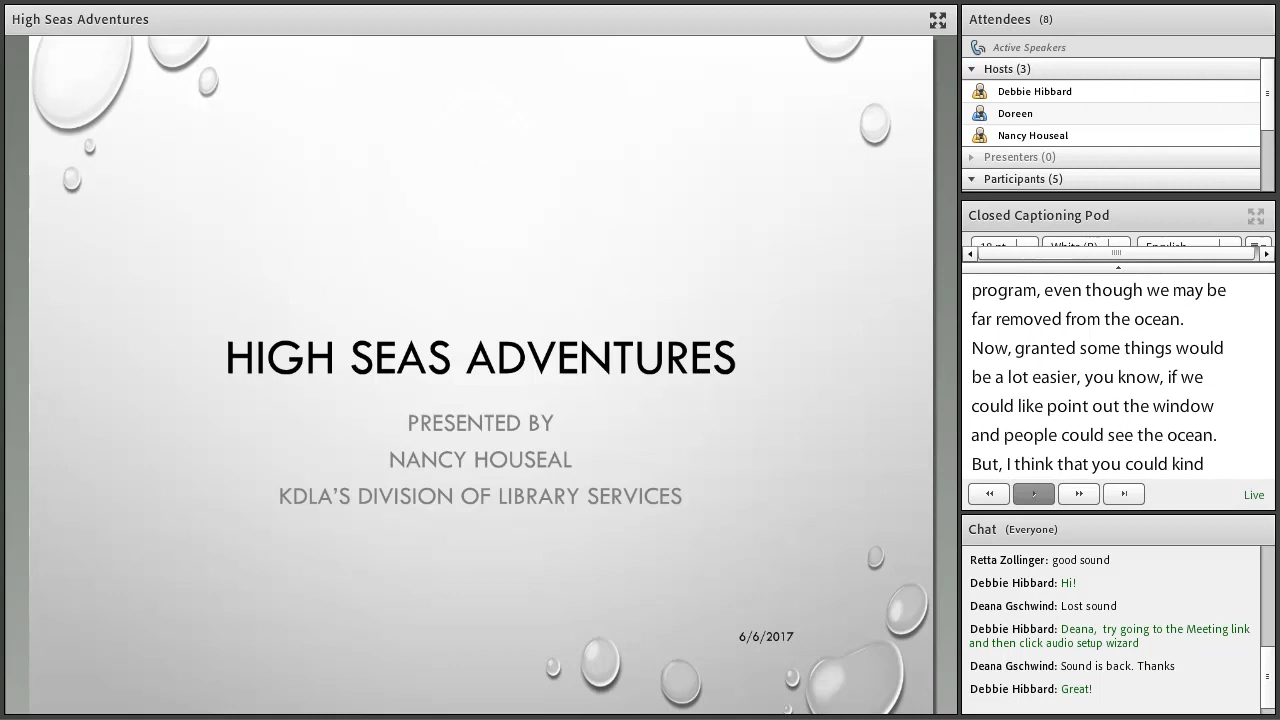 High Seas Adventures
HIGH SEAS ADVENTURES
PRESENTED BY
NANCY HOUSEAL
KDLA'S DIVISION OF LIBRARY SERVICES
6/6/2017
Attendees (8)
Active Speakers
Hosts (3)
Debbie Hibbard
Doreen
Nancy Houseal
Presenters (0)
Participants (5)
Closed Captioning Pod
program, even though we may be
far removed from the ocean.
Now, granted some things would
be a lot easier, you know, if we
could like point out the window
and people could see the ocean.
But, I think that you could kind
Live
Chat (Everyone)
Retta Zollinger: good sound
Debbie Hibbard: Hi!
Deana Gschwind: Lost sound
Debbie Hibbard: Deana, try going to the Meeting link
and then click audio setup wizard
Deana Gschwind: Sound is back. Thanks
Debbie Hibbard: Great!